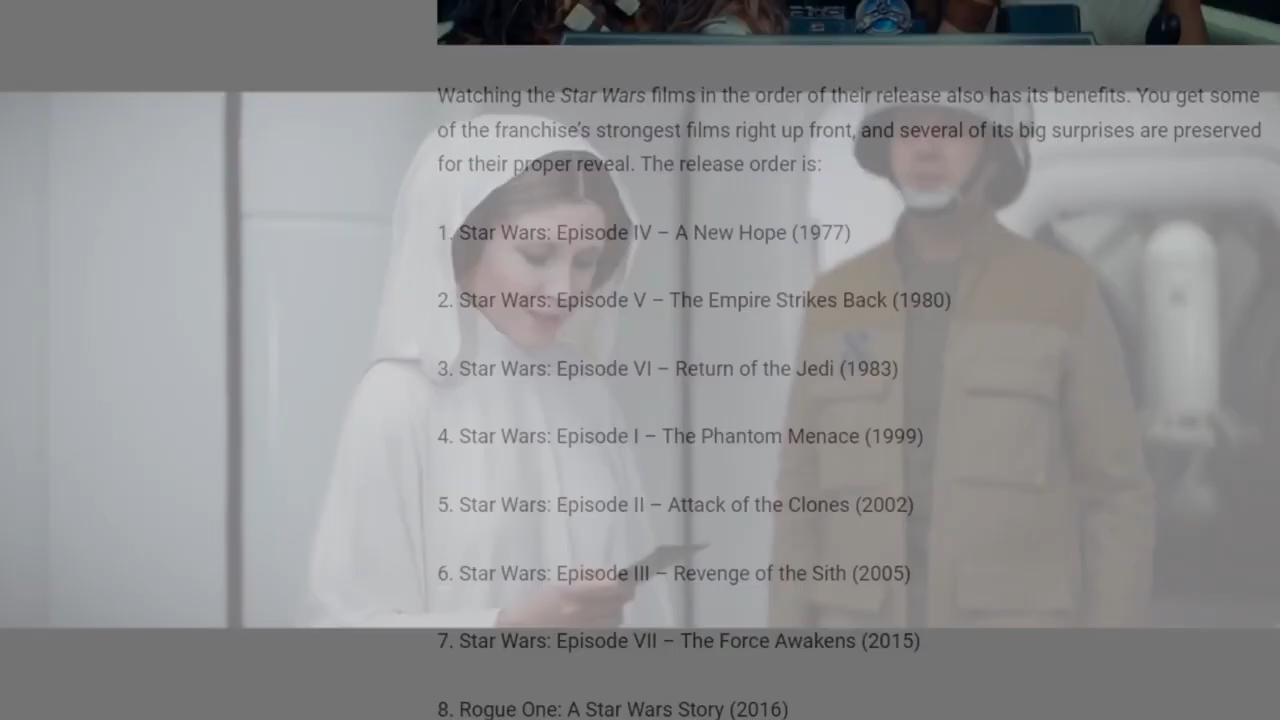 Watching the Star Wars films in the order of their release also has its benefits. You get some
of the franchise’s strongest films right up front, and several of its big surprises are preserved
for their proper reveal. The release order is:
1. Star Wars: Episode IV – A New Hope (1977)
2. Star Wars: Episode V – The Empire Strikes Back (1980)
3. Star Wars: Episode VI – Return of the Jedi (1983)
4. Star Wars: Episode I – The Phantom Menace (1999)
5. Star Wars: Episode II – Attack of the Clones (2002)
6. Star Wars: Episode III – Revenge of the Sith (2005)
7. Star Wars: Episode VII – The Force Awakens (2015)
8. Rogue One: A Star Wars Story (2016)